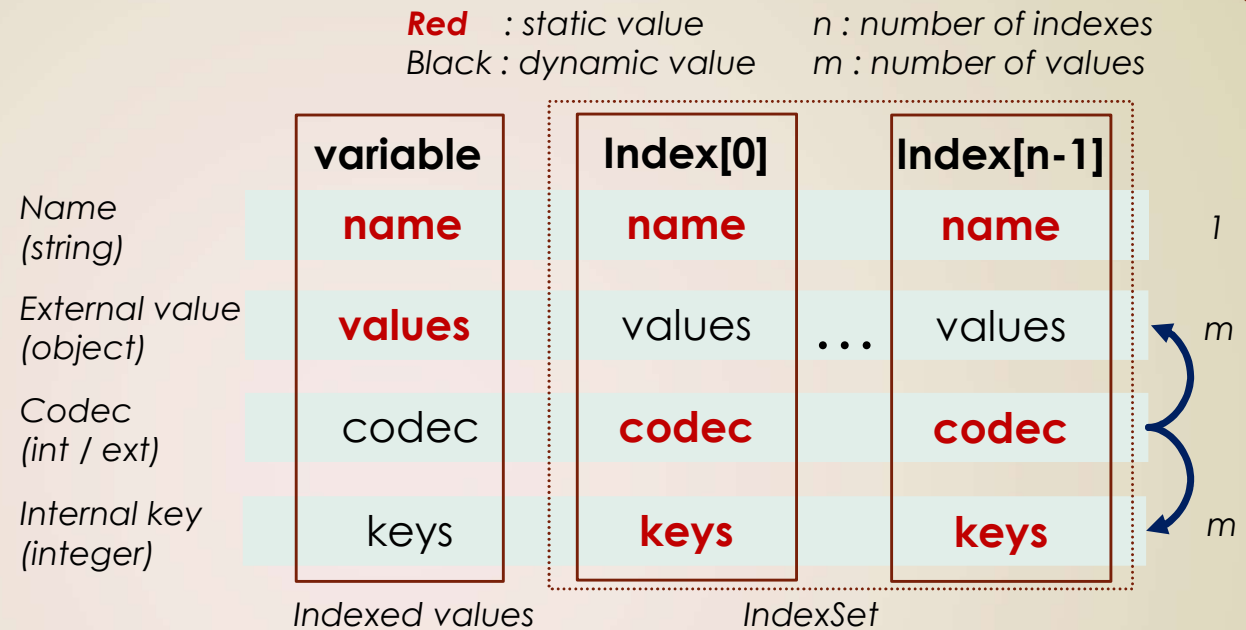 Red : static value n : number of indexes
Black : dynamic value m : number of values
variable Index[0] Index[n-1]
Name
(string)
name name name 1
External value
(object)
values values ... values m
Codec
(int / ext)
codec codec codec
Internal key
(integer)
keys keys keys m
Indexed values IndexSet